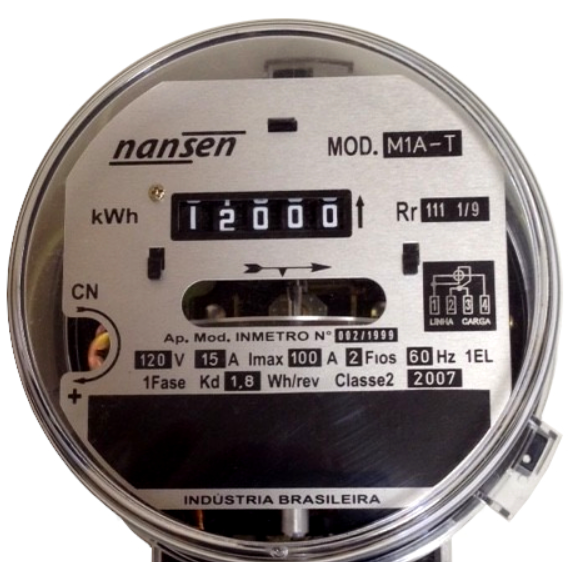 nansen MOD. M1A-T
kWh 12000 Rr 111 1/9
CN
1 2 3 4
LINHA CARGA
Ap. Mod. INMETRO Nº 002/1999
120 V 15 A Imax 100 A 2 Fios 60 Hz 1EL
1Fase Kd 1,8 Wh/rev Classe2 2007
+
INDÚSTRIA BRASILEIRA